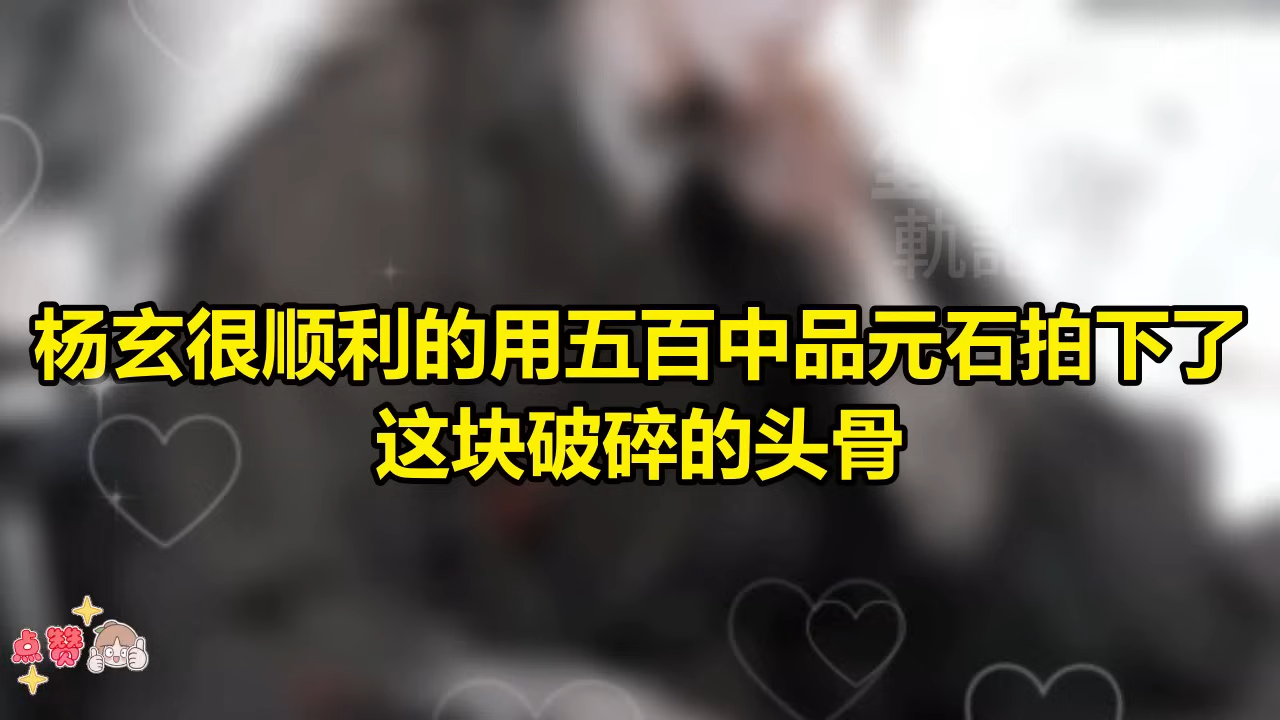 杨玄很顺利的用五百中品元石拍下了
这块破碎的头骨
点赞